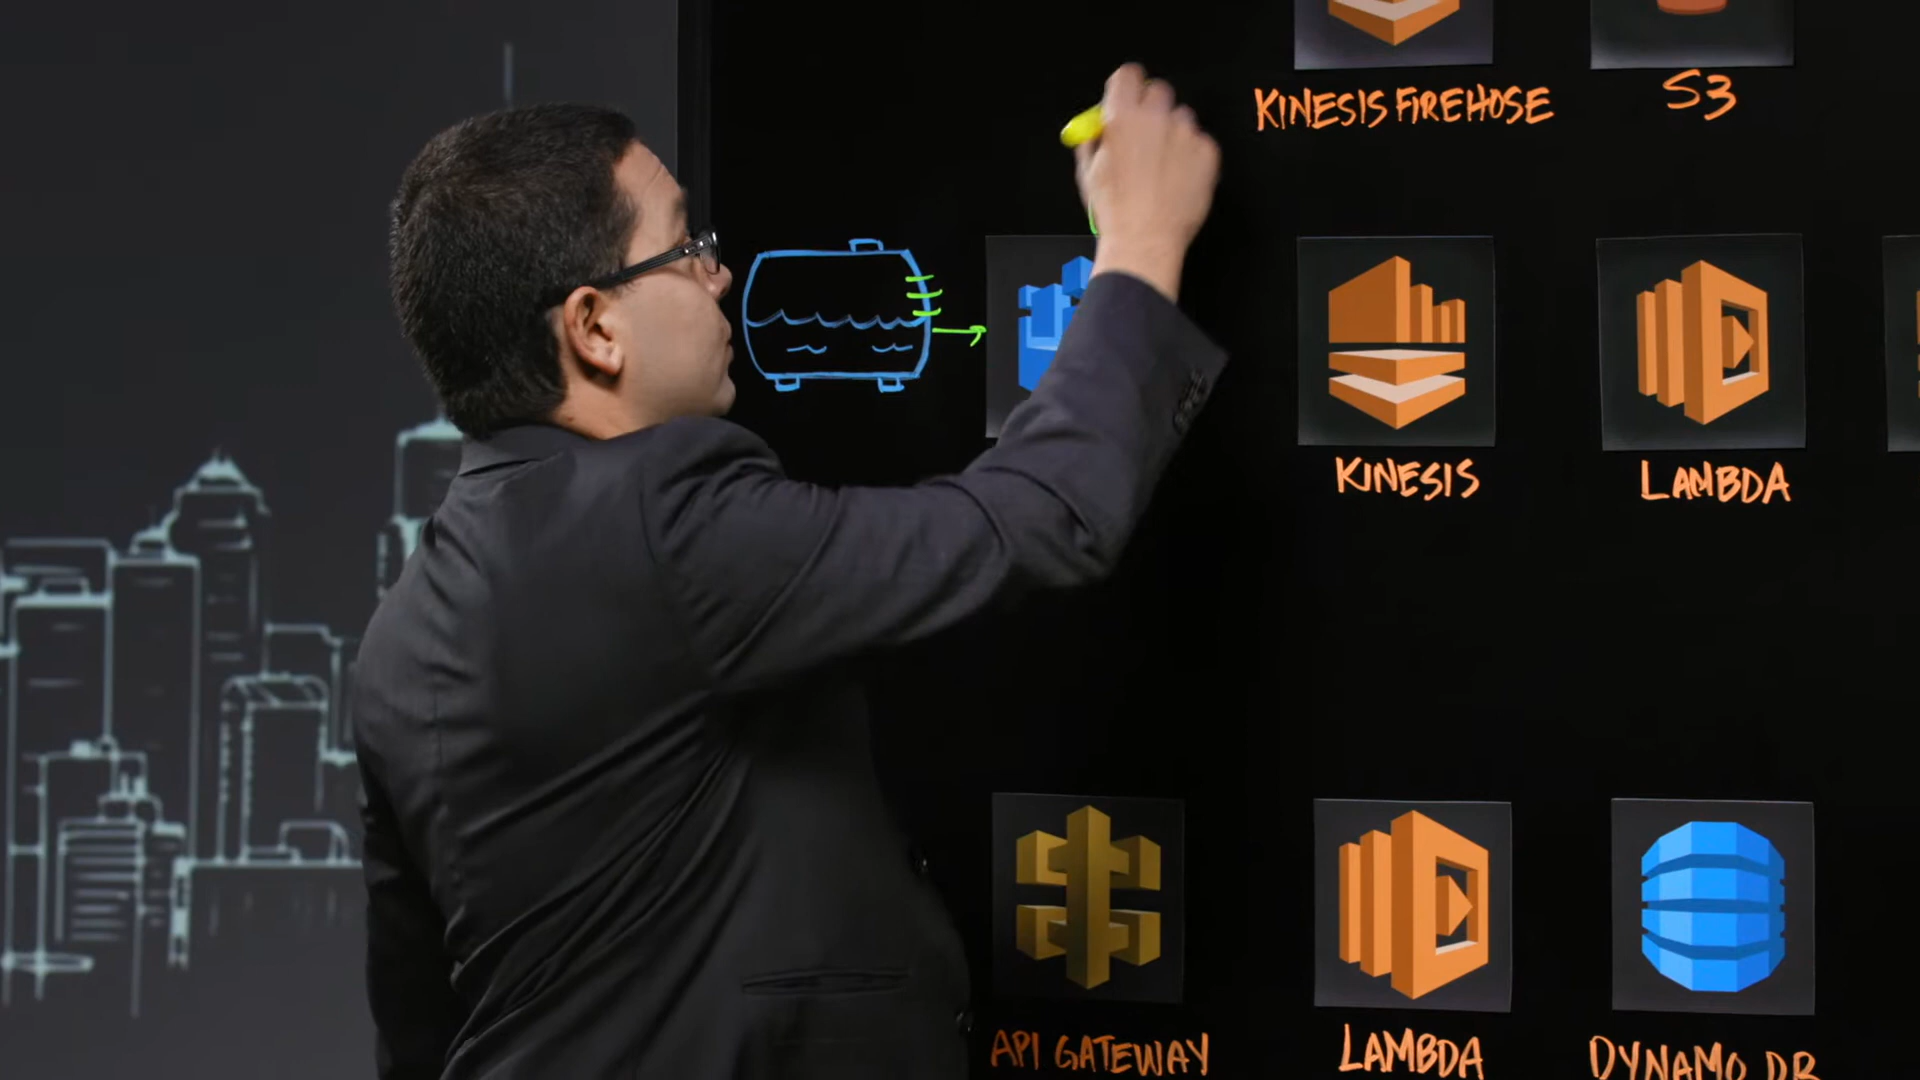 KINESIS FIREHOSE
S3
KINESIS
LAMBDA
API GATEWAY
LAMBDA
DYNAMO DB